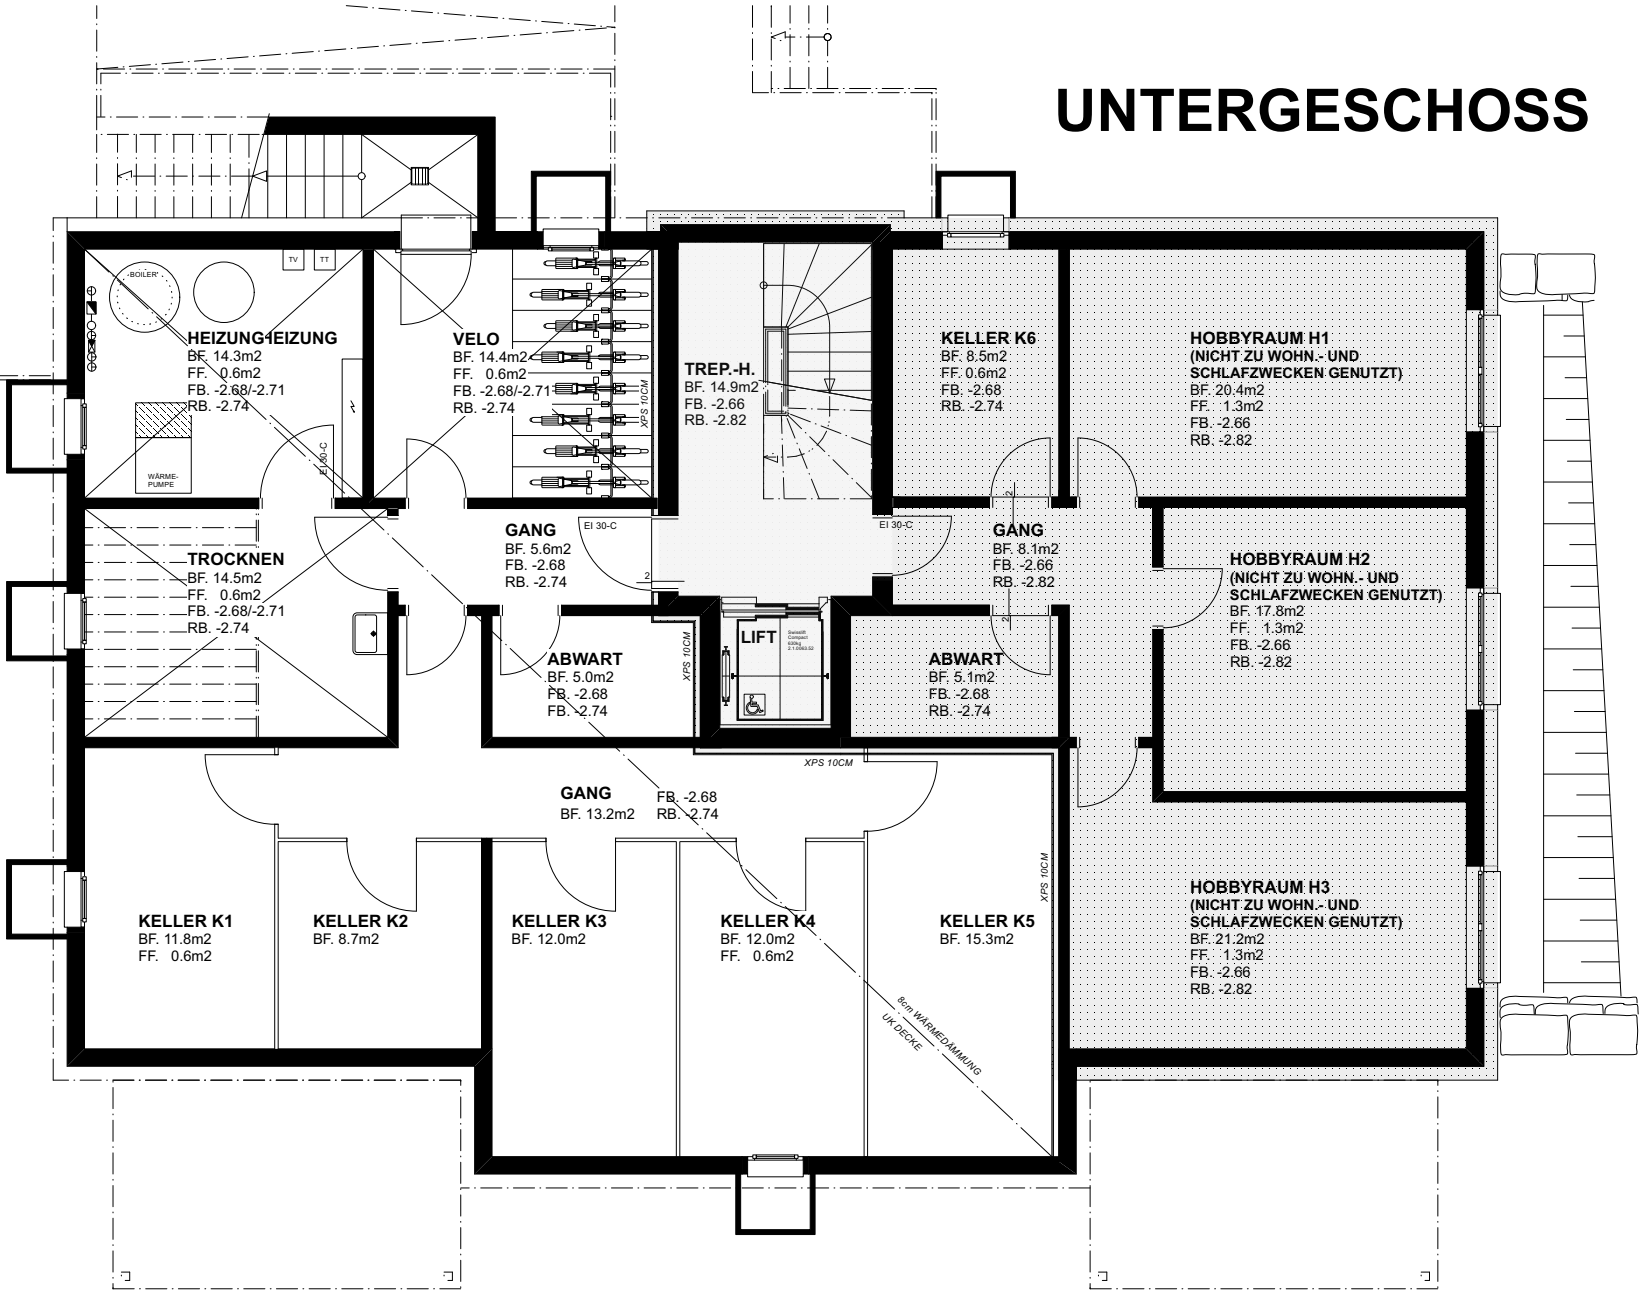 UNTERGESCHOSS
TV
TT
BOILER
HEIZUNGHEIZUNG
BF. 14.3m2
FF. 0.6m2
FB. -2.68/-2.71
RB. -2.74
WÄRME-
PUMPE
EI 30-C
VELO
BF. 14.4m2
FF. 0.6m2
FB. -2.68/-2.71
RB. -2.74
XPS 10CM
TREP.-H.
BF. 14.9m2
FB. -2.66
RB. -2.82
KELLER K6
BF. 8.5m2
FF. 0.6m2
FB. -2.68
RB. -2.74
HOBBYRAUM H1
(NICHT ZU WOHN.- UND
SCHLAFZWECKEN GENUTZT)
BF. 20.4m2
FF. 1.3m2
FB. -2.66
RB. -2.82
TROCKNEN
BF. 14.5m2
FF. 0.6m2
FB. -2.68/-2.71
RB. -2.74
GANG
BF. 5.6m2
FB. -2.68
RB. -2.74
EI 30-C
2
EI 30-C
2
GANG
BF. 8.1m2
FB. -2.66
RB. -2.82
2
HOBBYRAUM H2
(NICHT ZU WOHN.- UND
SCHLAFZWECKEN GENUTZT)
BF. 17.8m2
FF. 1.3m2
FB. -2.66
RB. -2.82
ABWART
BF. 5.0m2
FB. -2.68
FB. -2.74
XPS 10CM
LIFT
Swisslift
Compact
630kg
ABWART
BF. 5.1m2
FB. -2.68
RB. -2.74
XPS 10CM
GANG
BF. 13.2m2
FB. -2.68
RB. -2.74
XPS 10CM
KELLER K1
BF. 11.8m2
FF. 0.6m2
KELLER K2
BF. 8.7m2
KELLER K3
BF. 12.0m2
KELLER K4
BF. 12.0m2
FF. 0.6m2
KELLER K5
BF. 15.3m2
HOBBYRAUM H3
(NICHT ZU WOHN.- UND
SCHLAFZWECKEN GENUTZT)
BF. 21.2m2
FF. 1.3m2
FB. -2.66
RB. -2.82
8cm WÄRMEDÄMMUNG
UK DECKE